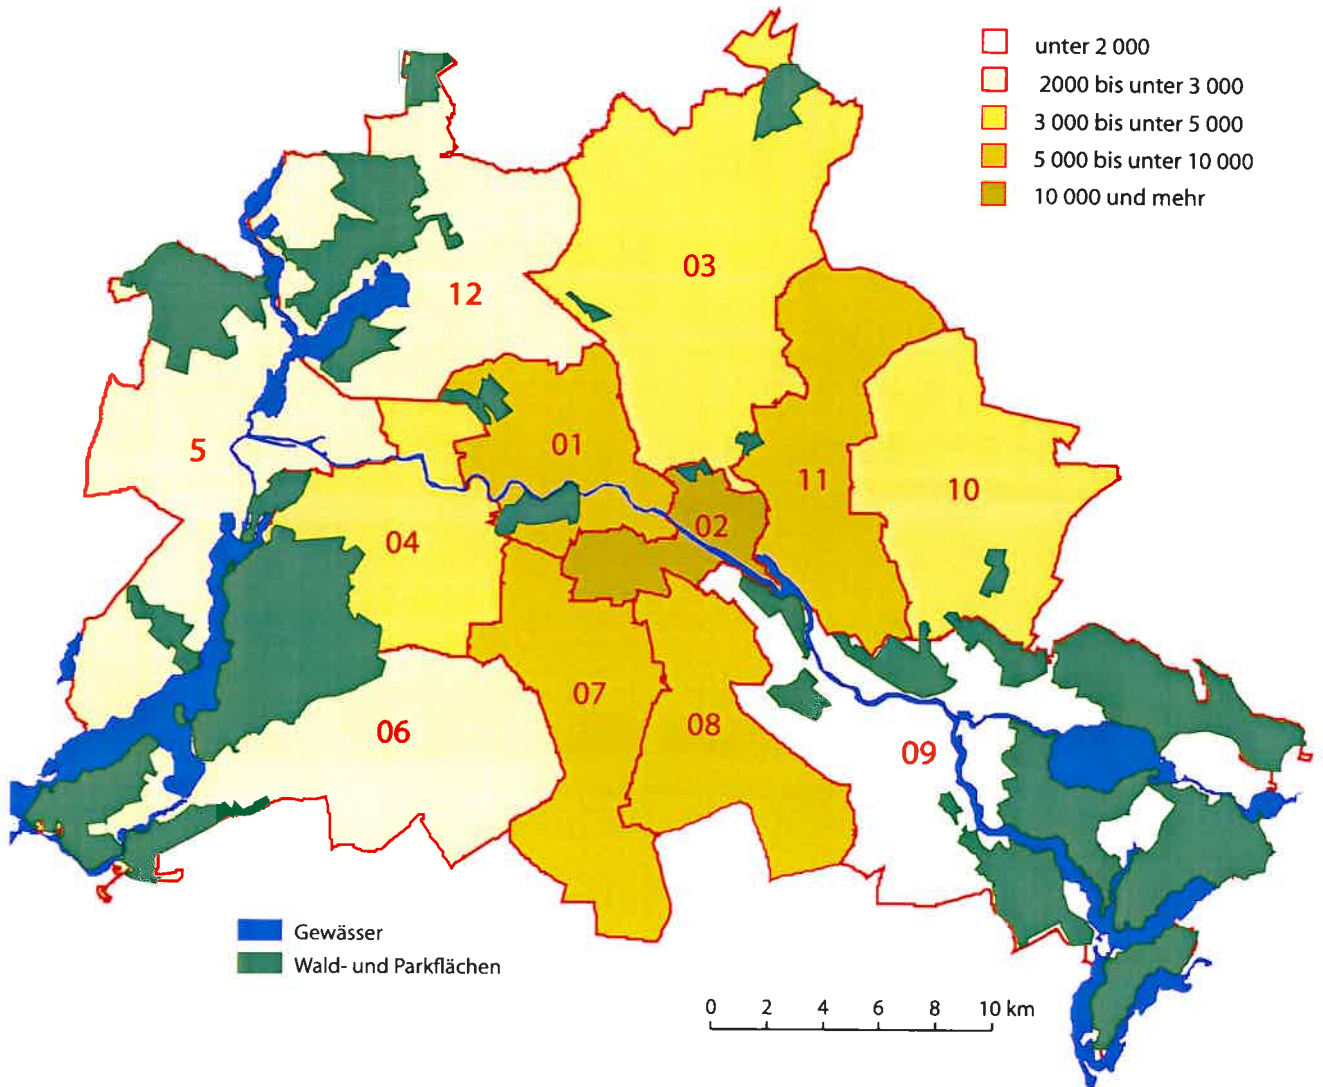 unter 2 000
2000 bis unter 3 000
3 000 bis unter 5 000
5 000 bis unter 10 000
10 000 und mehr
03
12
01
5
11
10
02
04
07
06
08
09
Gewässer
Wald- und Parkflächen
0 2 4 6 8 10 km